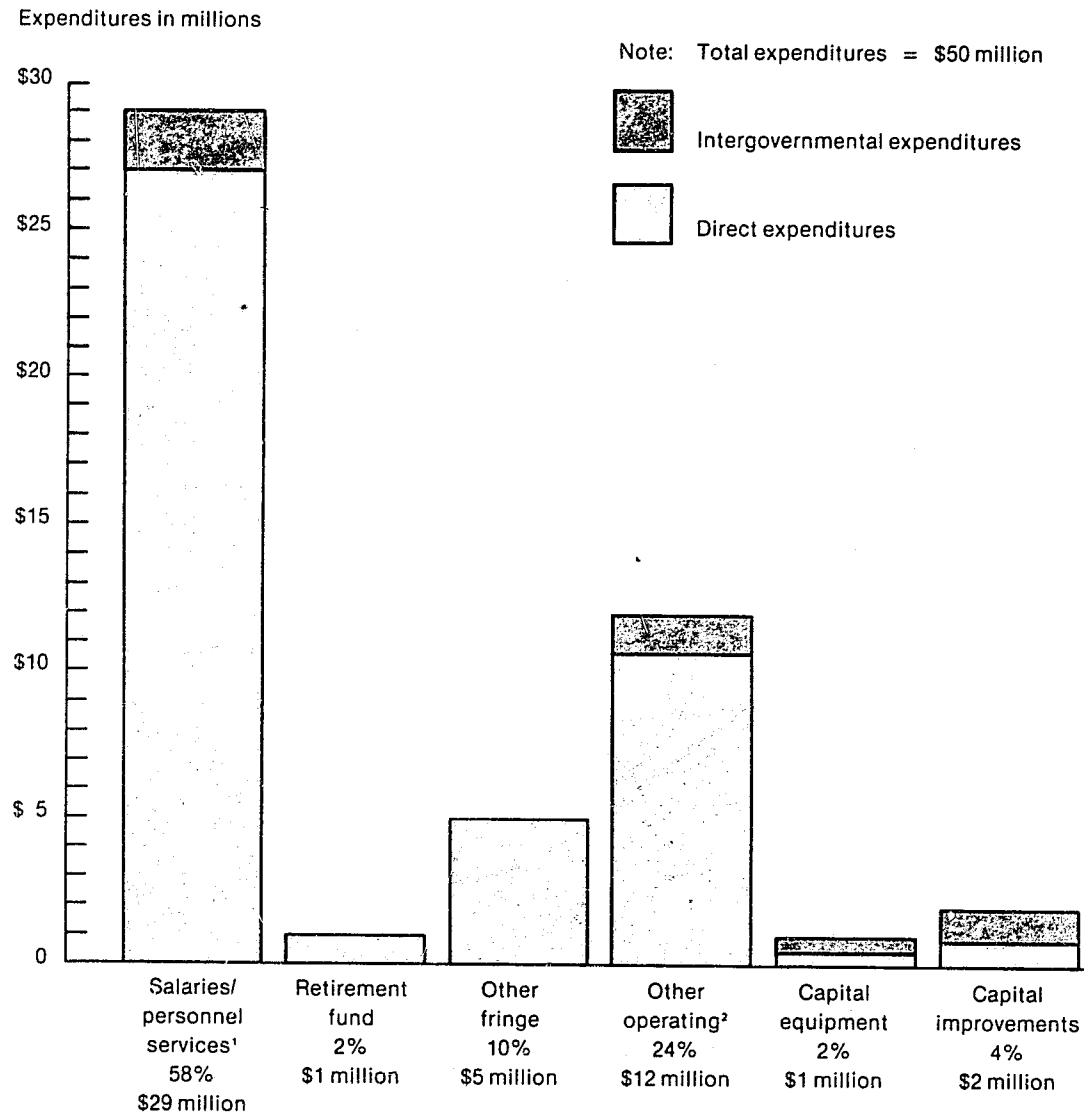 Expenditures in millions
Note: Total expenditures = $50 million
Intergovernmental expenditures
Direct expenditures
$30
$25
$20
$15
$10
$ 5
0
Salaries/
personnel
services¹
58%
$29 million
Retirement
fund
2%
$1 million
Other
fringe
10%
$5 million
Other
operating²
24%
$12 million
Capital
equipment
2%
$1 million
Capital
improvements
4%
$2 million